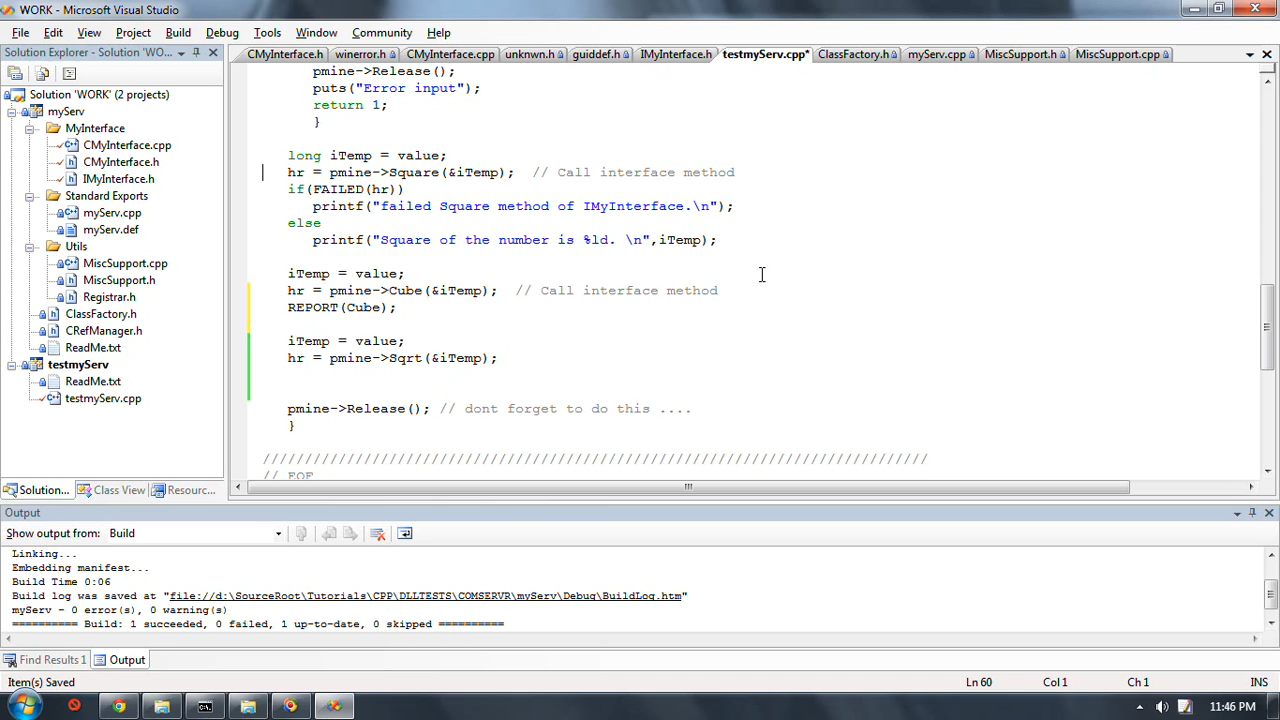 WORK - Microsoft Visual Studio
File Edit View Project Build Debug Tools Window Community Help
Solution Explorer - Solution 'WO...
CMyInterface.h winerror.h CMyInterface.cpp unknwn.h guiddef.h IMyInterface.h testmyServ.cpp* ClassFactory.h myServ.cpp MiscSupport.h MiscSupport.cpp
Solution 'WORK' (2 projects)
myServ
MyInterface
CMyInterface.cpp
CMyInterface.h
IMyInterface.h
Standard Exports
myServ.cpp
myServ.def
Utils
MiscSupport.cpp
MiscSupport.h
Registrar.h
ClassFactory.h
CRefManager.h
ReadMe.txt
testmyServ
ReadMe.txt
testmyServ.cpp
Solution... Class View Resourc...
pmine->Release();
puts("Error input");
return 1;
}
long iTemp = value;
hr = pmine->Square(&iTemp); // Call interface method
if(FAILED(hr))
printf("failed Square method of IMyInterface.\n");
else
printf("Square of the number is %ld. \n",iTemp);
iTemp = value;
hr = pmine->Cube(&iTemp); // Call interface method
REPORT(Cube);
iTemp = value;
hr = pmine->Sqrt(&iTemp);
pmine->Release(); // dont forget to do this ....
}
///////////////////////////////////////////////////////////////////////////////
// EOF
Output
Show output from: Build
Linking...
Embedding manifest...
Build Time 0:06
Build log was saved at "file://d:\SourceRoot\Tutorials\CPP\DLLTESTS\COMSERVR\myServ\Debug\BuildLog.htm"
myServ - 0 error(s), 0 warning(s)
========== Build: 1 succeeded, 0 failed, 1 up-to-date, 0 skipped ==========
Find Results 1 Output
Item(s) Saved Ln 60 Col 1 Ch 1 INS
11:46 PM